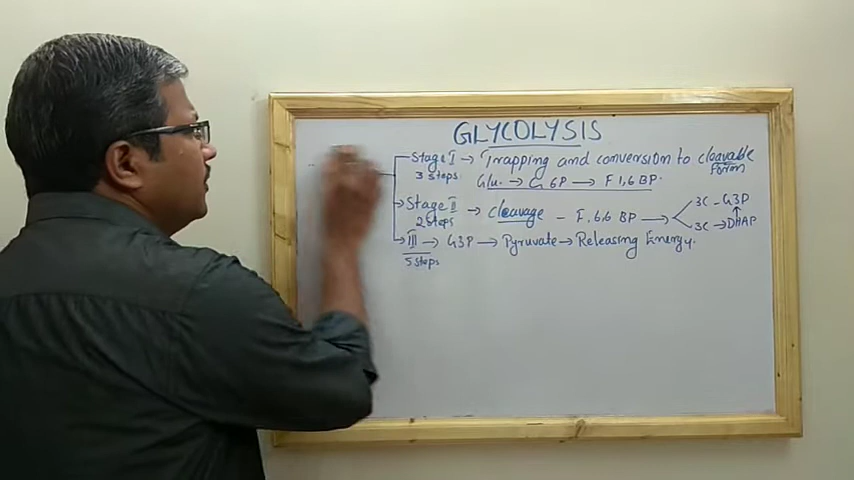 GLYCOLYSIS
Stage I → Trapping and conversion to cleavable
3 Steps Form
Glu. → G 6P → F 1,6 BP.
Stage II → cleavage – F. 6.6 BP → 3C - G3P
2 Steps 3C → DHAP
III → G3P → Pyruvate → Releasing Energy.
5 Steps